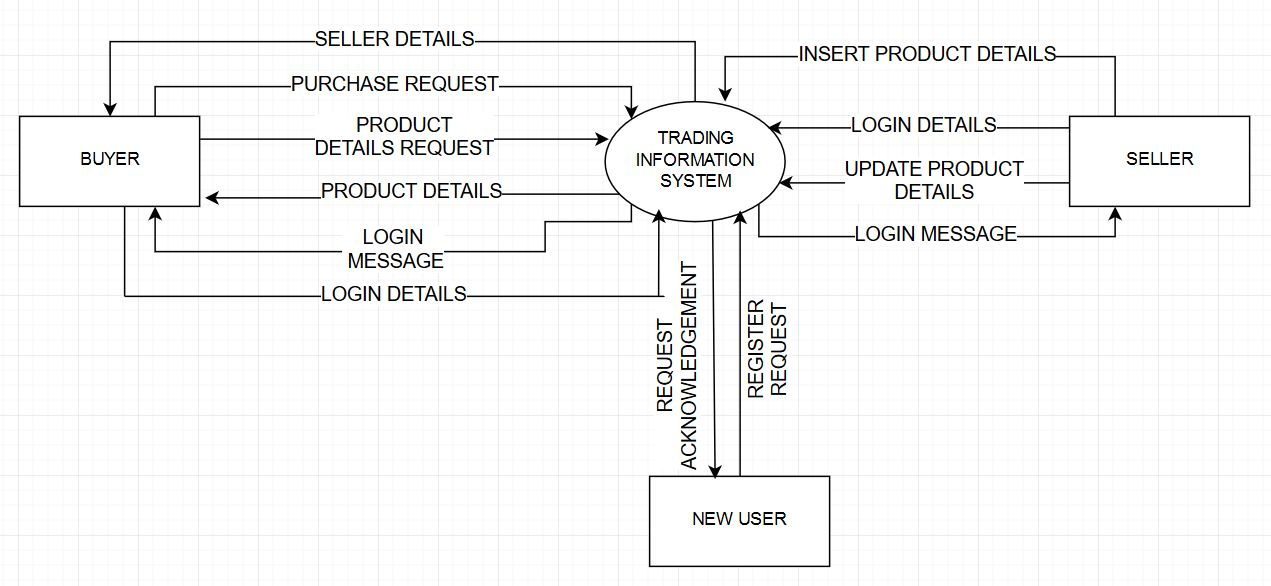 SELLER DETAILS
INSERT PRODUCT DETAILS
PURCHASE REQUEST
PRODUCT
DETAILS REQUEST
LOGIN DETAILS
TRADING
INFORMATION
SYSTEM
BUYER
SELLER
UPDATE PRODUCT
DETAILS
PRODUCT DETAILS
LOGIN
MESSAGE
LOGIN MESSAGE
LOGIN DETAILS
REQUEST
ACKNOWLEDGEMENT
REGISTER
REQUEST
NEW USER